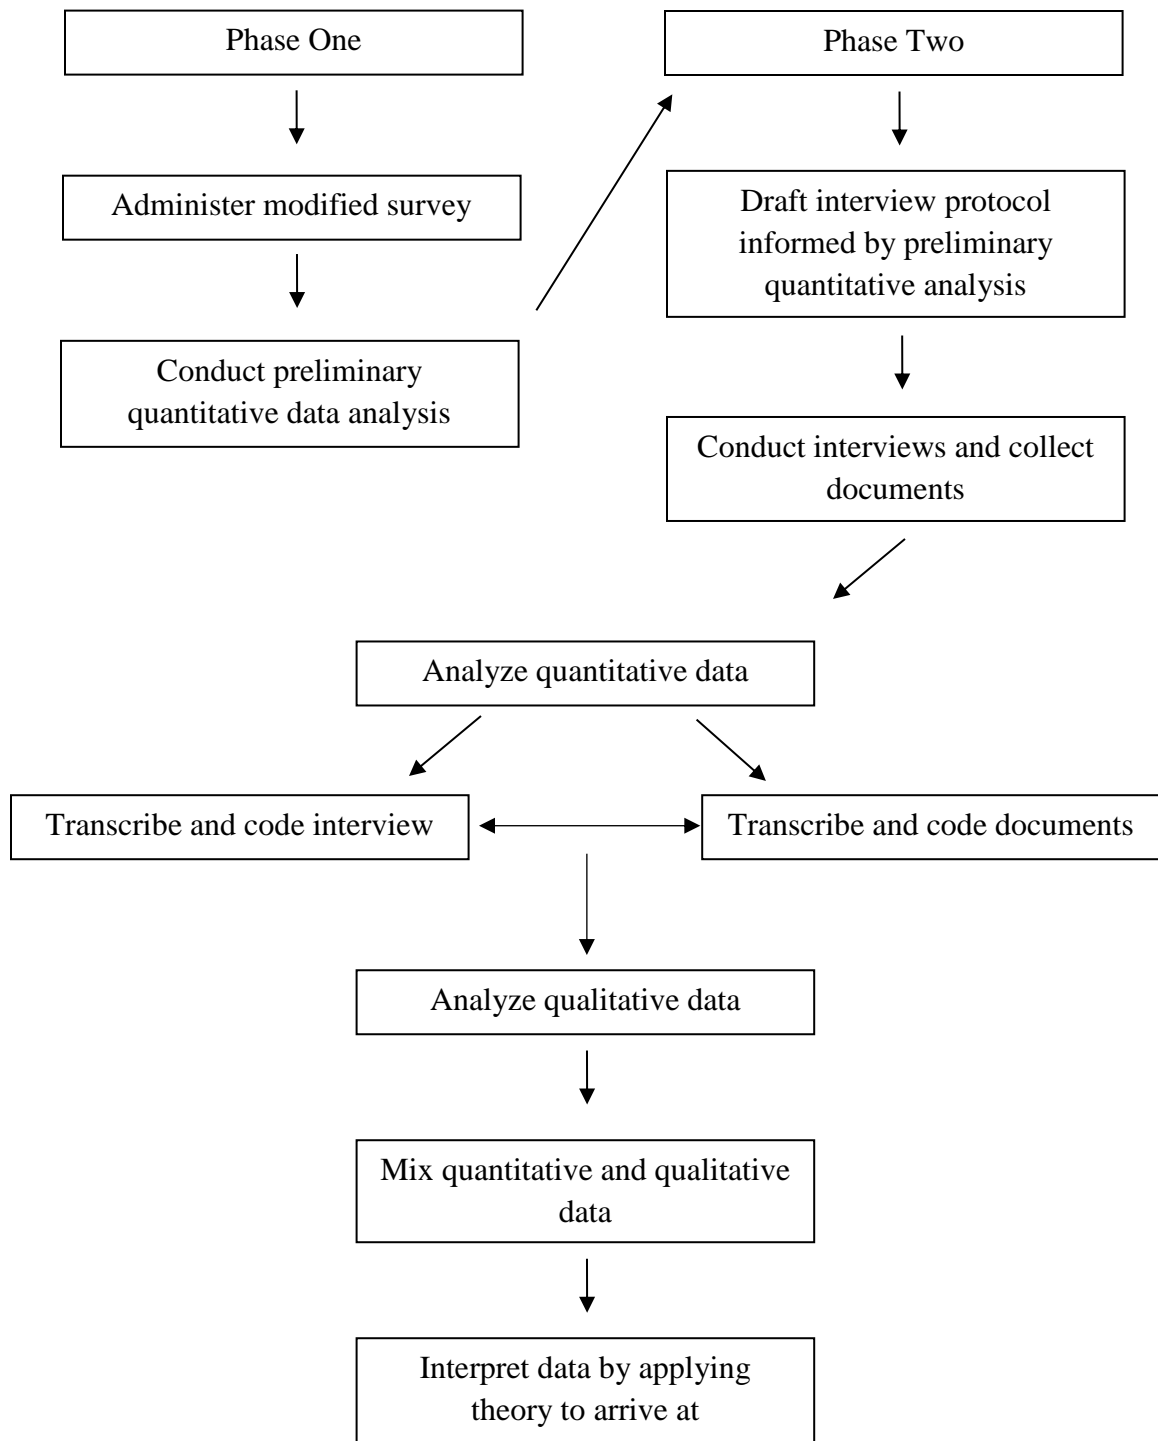 Phase One
Administer modified survey
Conduct preliminary
quantitative data analysis
Phase Two
Draft interview protocol
informed by preliminary
quantitative analysis
Conduct interviews and collect
documents
Analyze quantitative data
Transcribe and code interview
Transcribe and code documents
Analyze qualitative data
Mix quantitative and qualitative
data
Interpret data by applying
theory to arrive at